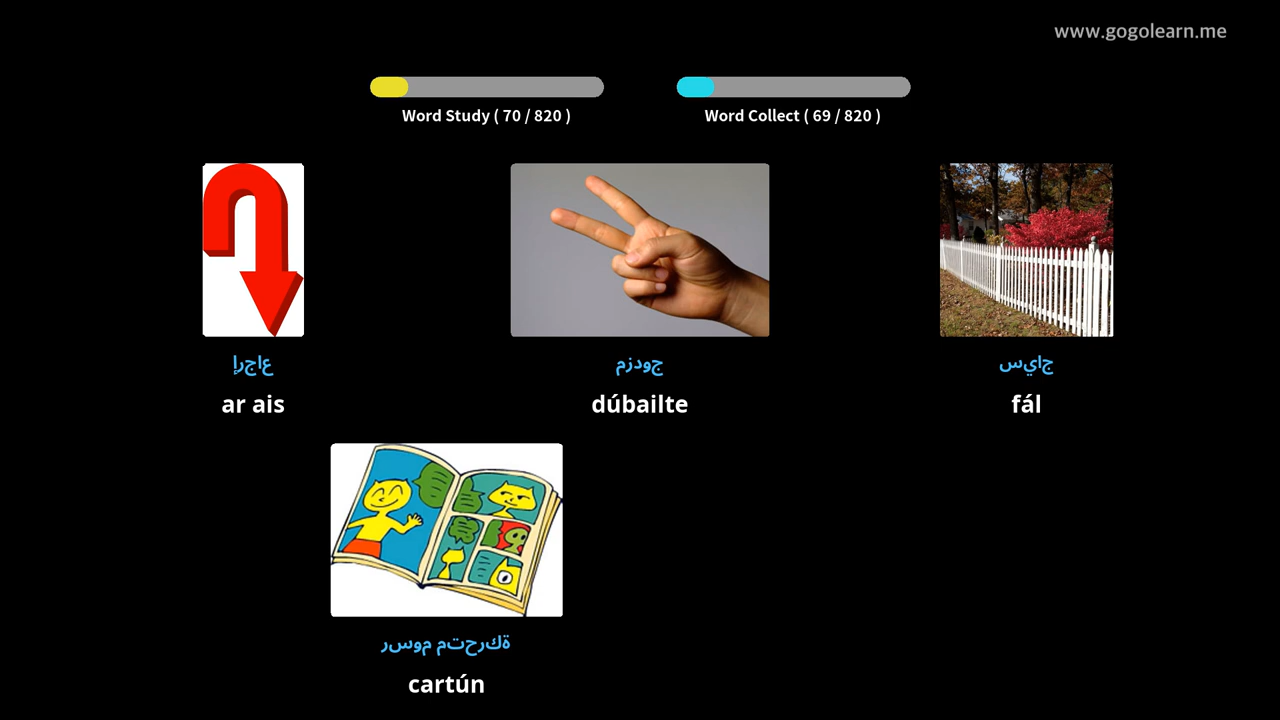 www.gogolearn.me
Word Study ( 70 / 820 )
Word Collect ( 69 / 820 )
إرجاع
مزدوج
سياج
ar ais
dúbailte
fál
رسوم متحركة
cartún